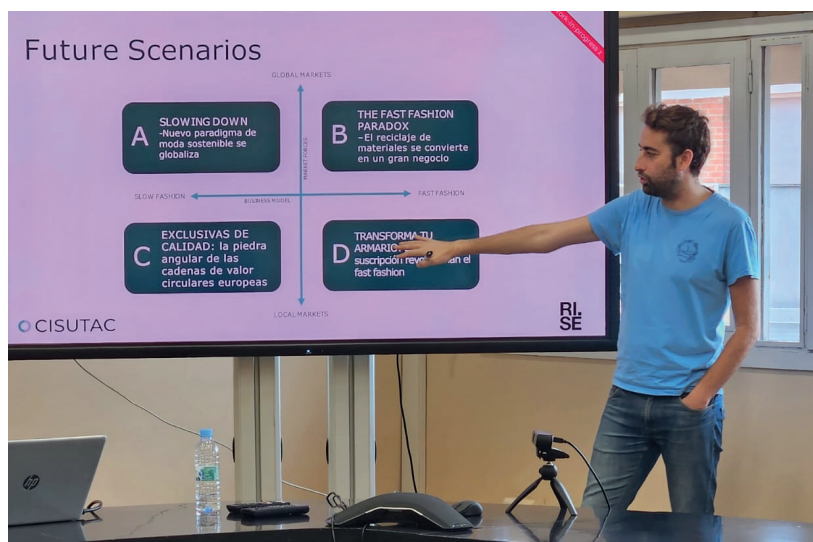 Future Scenarios
GLOBAL MARKETS
A
SLOWING DOWN
-Nuevo paradigma de
moda sostenible se
globaliza
B
THE FAST FASHION
PARADOX
–El reciclaje de
materiales se convierte
en un gran negocio
MARKET FORCES
SLOW FASHION
BUSINESS MODEL
FAST FASHION
C
EXCLUSIVAS DE
CALIDAD: la piedra
angular de las
cadenas de valor
circulares europeas
D
TRANSFORMA TU
ARMARIO
suscripción an el
fast fashion
LOCAL MARKETS
CISUTAC
RI.
SE
hp